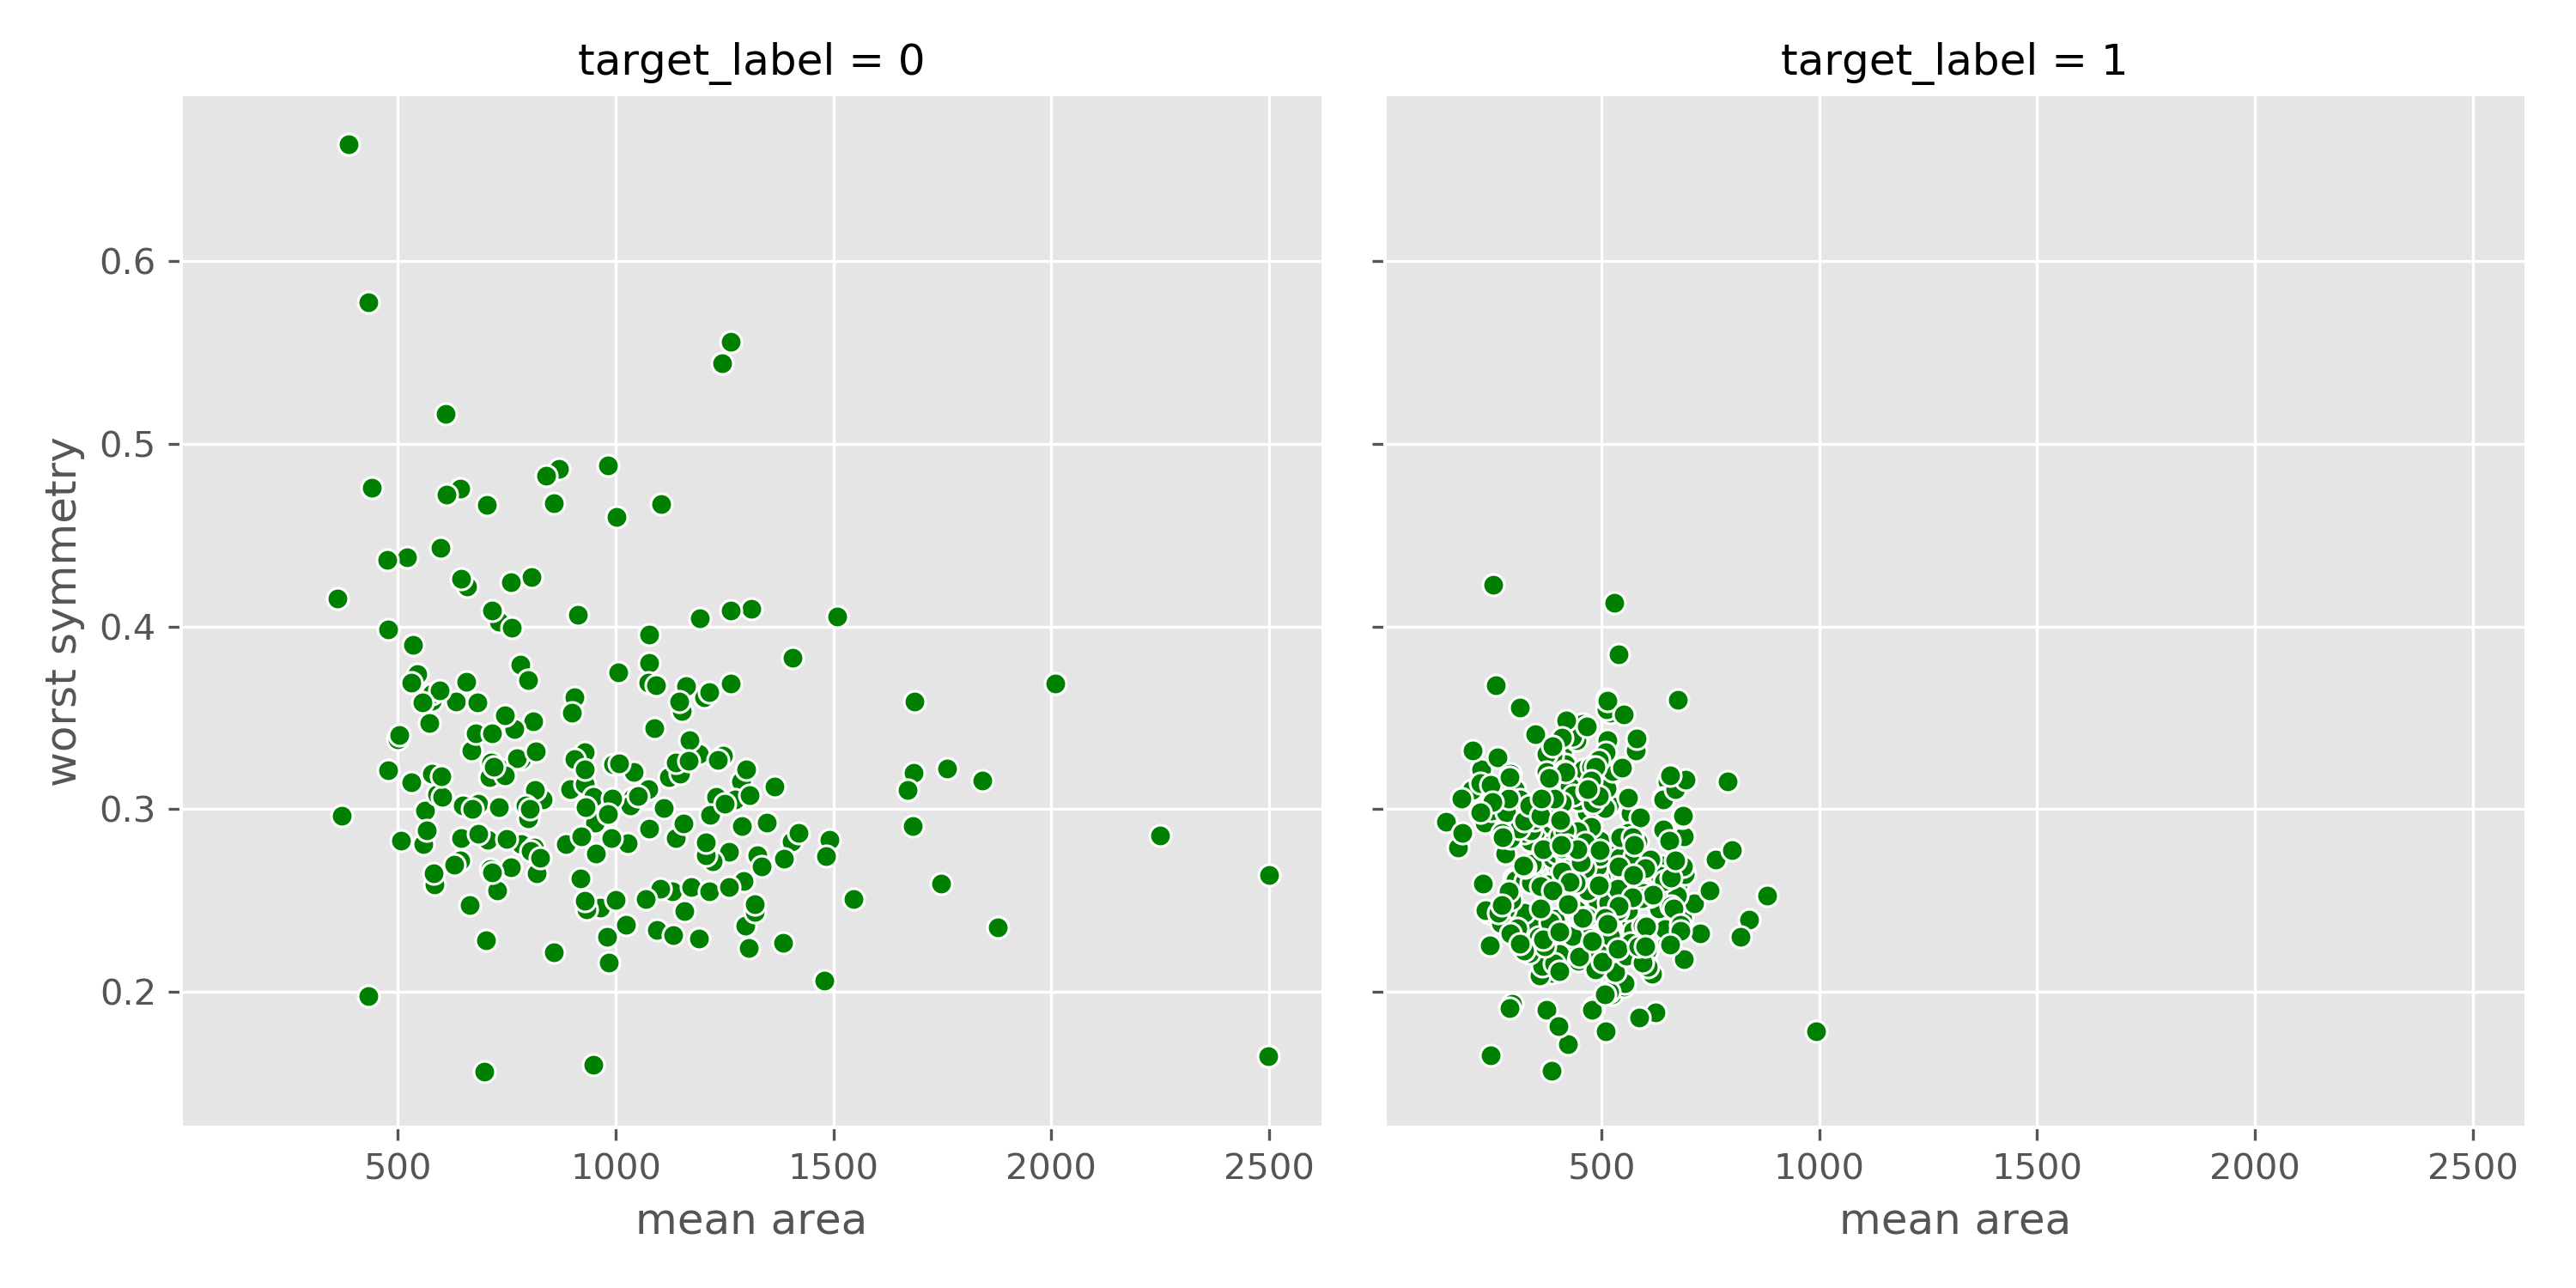 target_label = 0
target_label = 1
worst symmetry
0.6
0.5
0.4
0.3
0.2
500 1000 1500 2000 2500
500 1000 1500 2000 2500
mean area
mean area